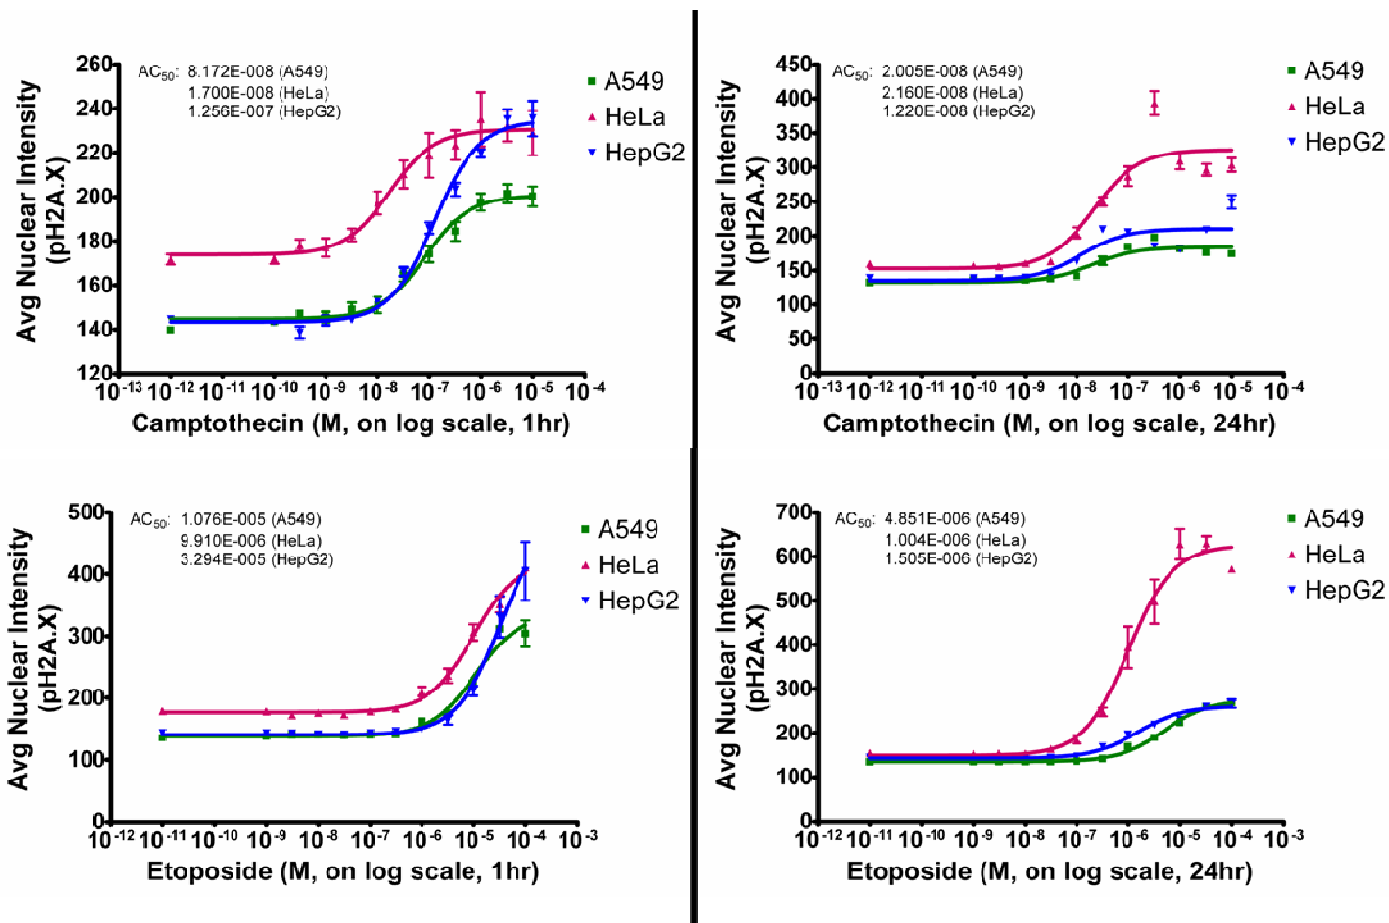 AC50: 8.172E-008 (A549)
1.700E-008 (HeLa)
1.256E-007 (HepG2)
A549
HeLa
HepG2
260
240
220
200
180
160
140
120
Avg Nuclear Intensity
(pH2A.X)
10-13 10-12 10-10 10-9 10-8 10-7 10-6 10-5 10-4
Camptothecin (M, on log scale, 1hr)
AC50: 2.005E-008 (A549)
2.160E-008 (HeLa)
1.220E-008 (HepG2)
A549
HeLa
HepG2
450
400
350
300
250
200
150
100
50
0
Avg Nuclear Intensity
(pH2A.X)
10-13 10-12 10-10 10-9 10-8 10-7 10-6 10-5 10-4
Camptothecin (M, on log scale, 24hr)
AC50: 1.076E-005 (A549)
9.910E-006 (HeLa)
3.294E-005 (HepG2)
A549
HeLa
HepG2
500
400
300
200
100
0
Avg Nuclear Intensity
(pH2A.X)
10-12 10-11 10-10 10-9 10-8 10-7 10-6 10-5 10-4 10-3
Etoposide (M, on log scale, 1hr)
AC50: 4.851E-006 (A549)
1.004E-006 (HeLa)
1.505E-006 (HepG2)
A549
HeLa
HepG2
700
600
500
400
300
200
100
0
Avg Nuclear Intensity
(pH2A.X)
10-12 10-11 10-10 10-9 10-8 10-7 10-6 10-5 10-4 10-3
Etoposide (M, on log scale, 24hr)